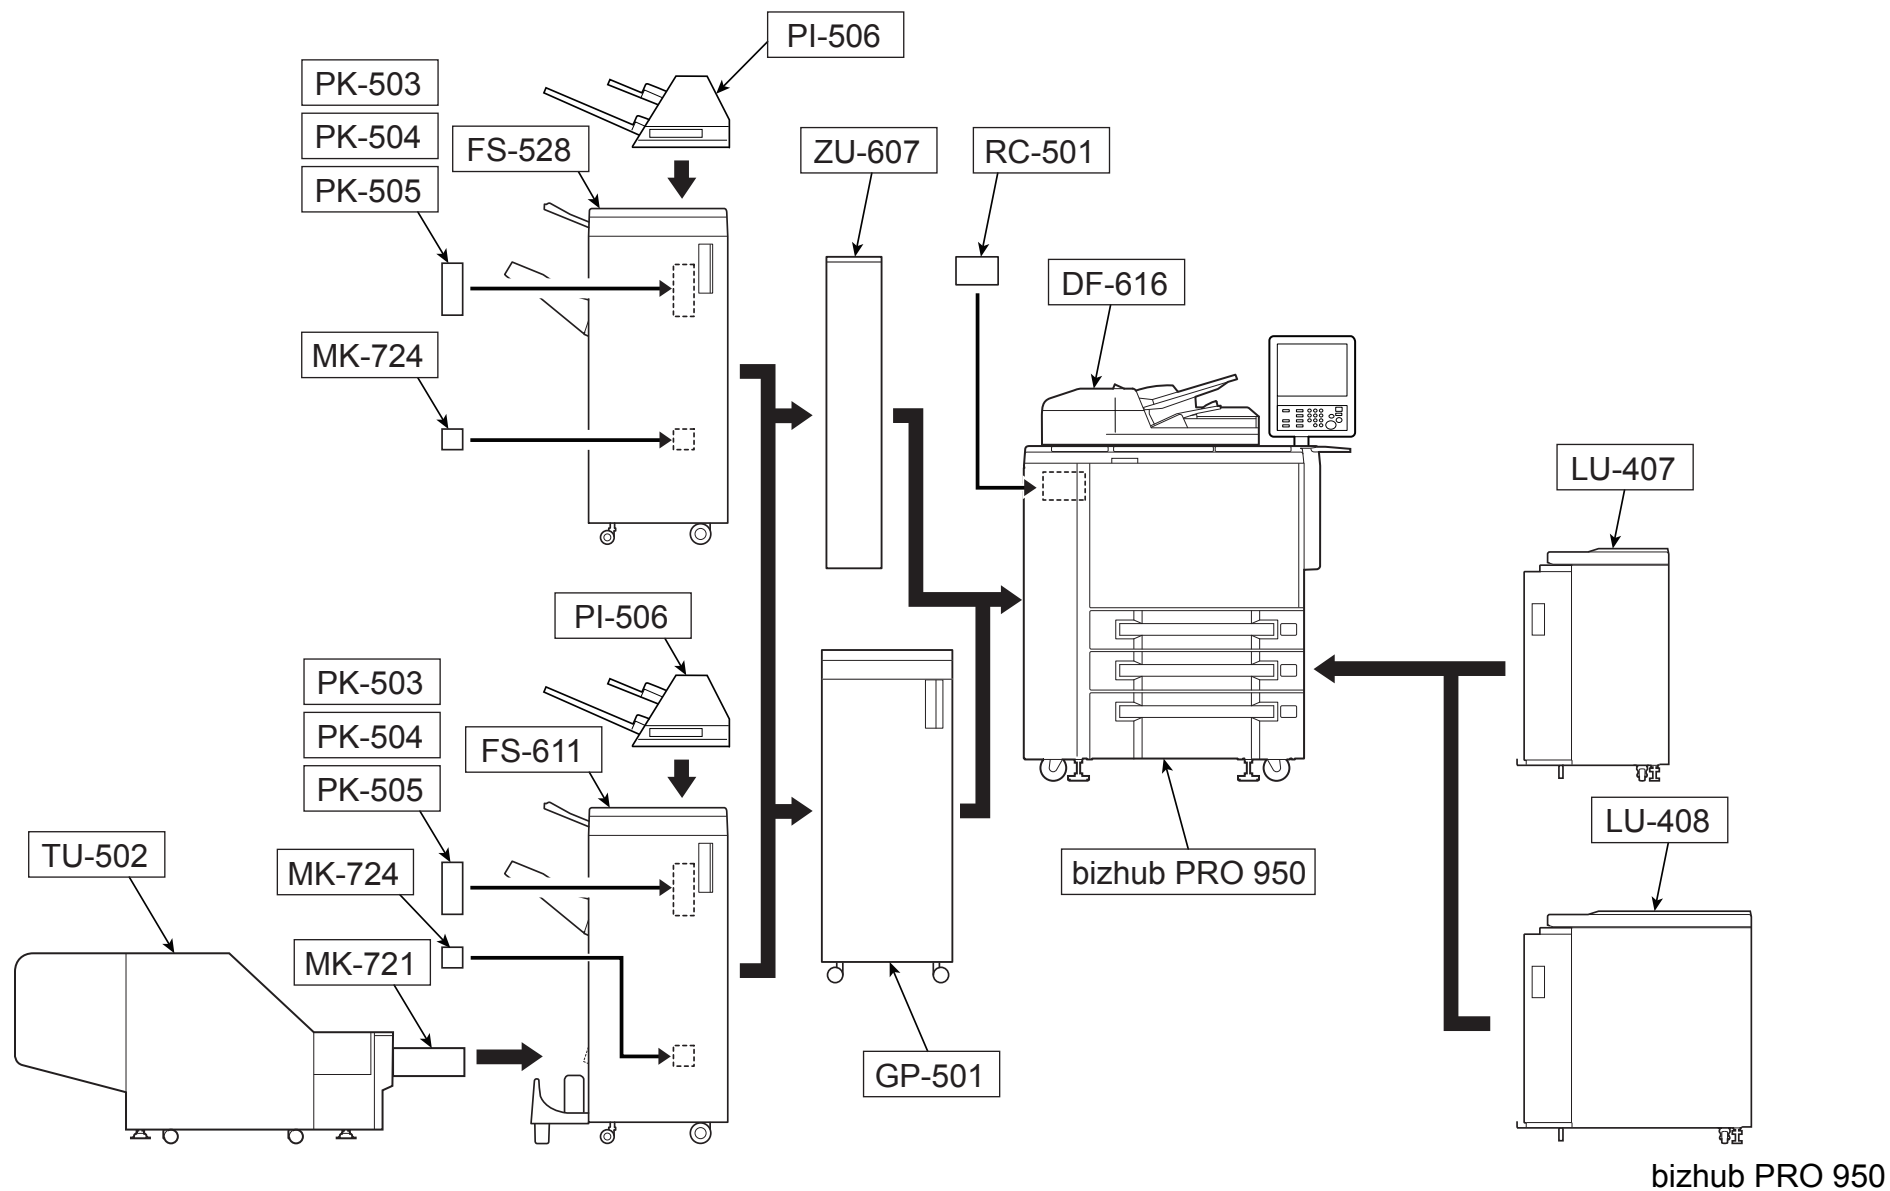 PI-506
PK-503
PK-504
PK-505
FS-528
ZU-607
RC-501
DF-616
MK-724
LU-407
PI-506
PK-503
PK-504
PK-505
FS-611
LU-408
TU-502
MK-724
MK-721
bizhub PRO 950
GP-501
bizhub PRO 950